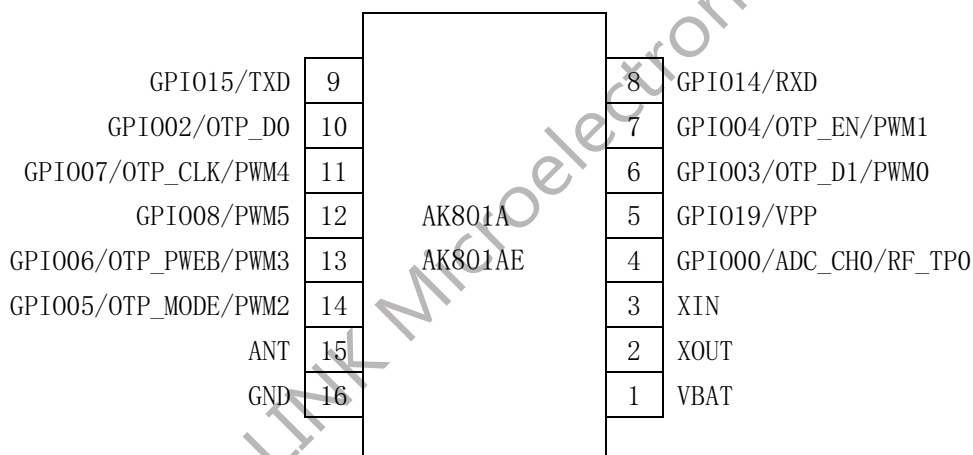 GPIO15/TXD 9 8 GPIO14/RXD
GPIO02/OTP_D0 10 7 GPIO04/OTP_EN/PWM1
GPIO07/OTP_CLK/PWM4 11 6 GPIO03/OTP_D1/PWM0
GPIO08/PWM5 12 AK801A 5 GPIO19/VPP
GPIO06/OTP_PWEB/PWM3 13 AK801AE 4 GPIO00/ADC_CH0/RF_TP0
GPIO05/OTP_MODE/PWM2 14 3 XIN
ANT 15 2 XOUT
GND 16 1 VBAT
LINK Microelectron